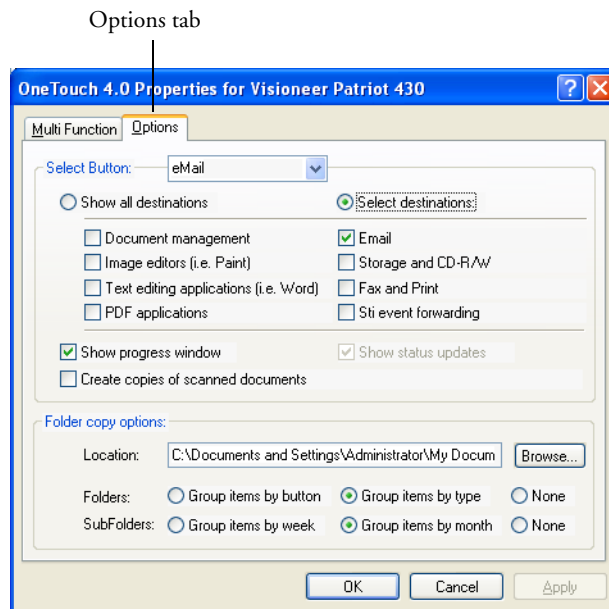 Options tab
OneTouch 4.0 Properties for Visioneer Patriot 430
Multi Function Options
Select Button: eMail
Show all destinations Select destinations:
Document management Email
Image editors (i.e. Paint) Storage and CD-R/W
Text editing applications (i.e. Word) Fax and Print
PDF applications Sti event forwarding
Show progress window Show status updates
Create copies of scanned documents
Folder copy options:
Location: C:\Documents and Settings\Administrator\My Docum Browse...
Folders: Group items by button Group items by type None
SubFolders: Group items by week Group items by month None
OK Cancel Apply